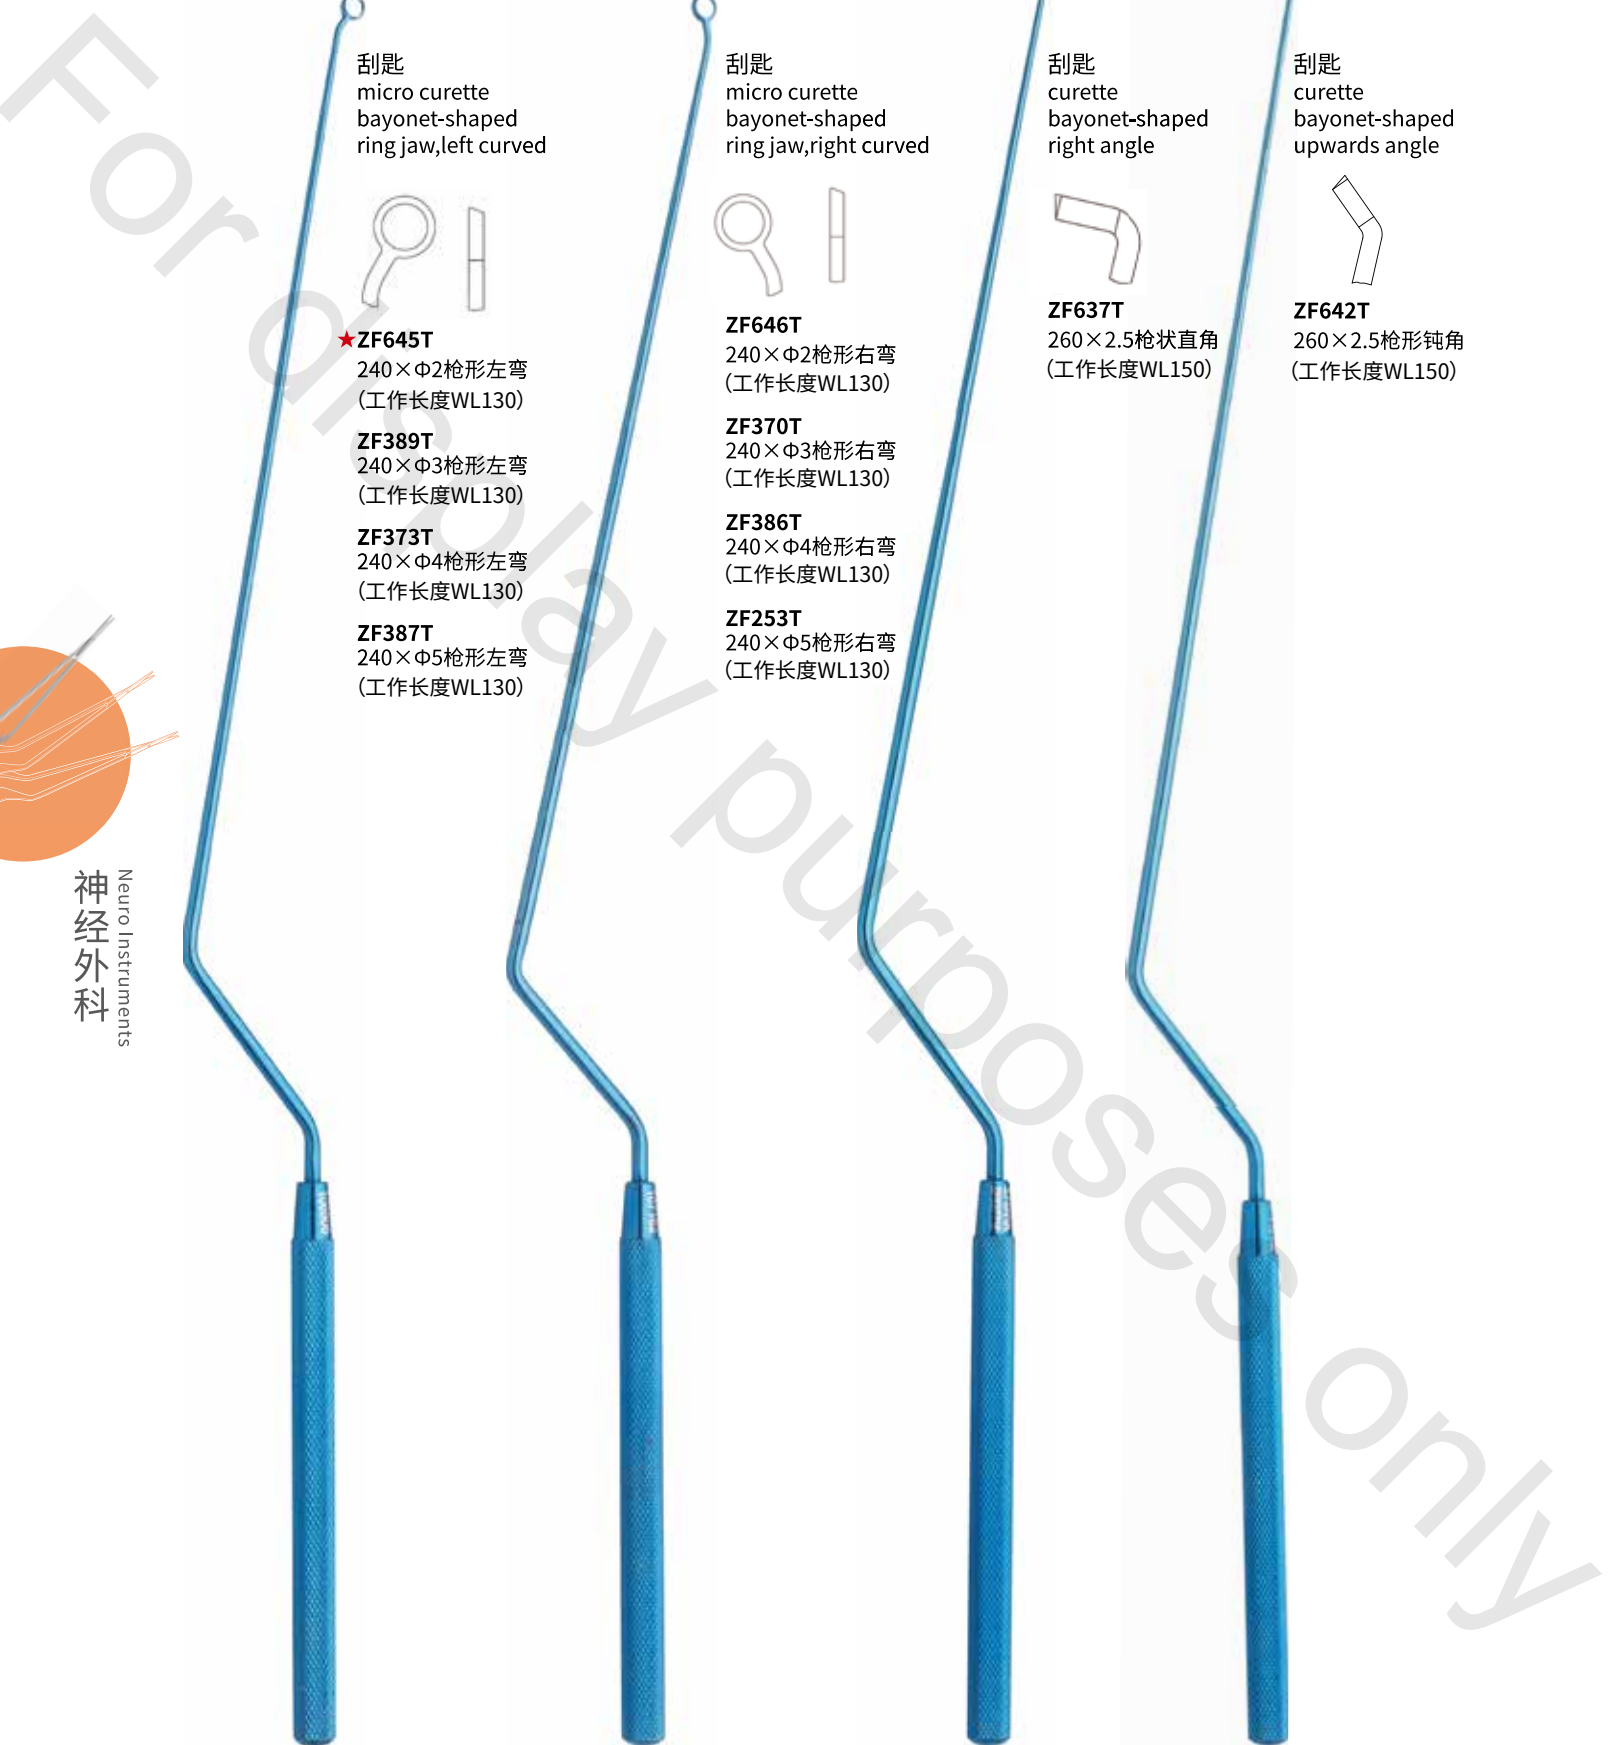 刮匙
micro curette
bayonet-shaped
ring jaw,left curved
★ZF645T
240×Φ2枪形左弯
(工作长度WL130)
ZF389T
240×Φ3枪形左弯
(工作长度WL130)
ZF373T
240×Φ4枪形左弯
(工作长度WL130)
ZF387T
240×Φ5枪形左弯
(工作长度WL130)
刮匙
micro curette
bayonet-shaped
ring jaw,right curved
ZF646T
240×Φ2枪形右弯
(工作长度WL130)
ZF370T
240×Φ3枪形右弯
(工作长度WL130)
ZF386T
240×Φ4枪形右弯
(工作长度WL130)
ZF253T
240×Φ5枪形右弯
(工作长度WL130)
刮匙
curette
bayonet-shaped
right angle
ZF637T
260×2.5枪状直角
(工作长度WL150)
刮匙
curette
bayonet-shaped
upwards angle
ZF642T
260×2.5枪形钝角
(工作长度WL150)
神经外科
Neuro Instruments
For display purposes only